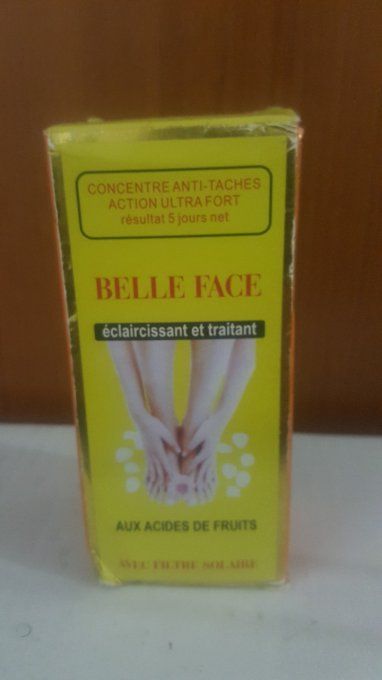 CONCENTRE ANTI-TACHES
ACTION ULTRA FORT
résultat 5 jours net
BELLE FACE
éclaircissant et traitant
AUX ACIDES DE FRUITS
AVEC FILTRE SOLAIRE